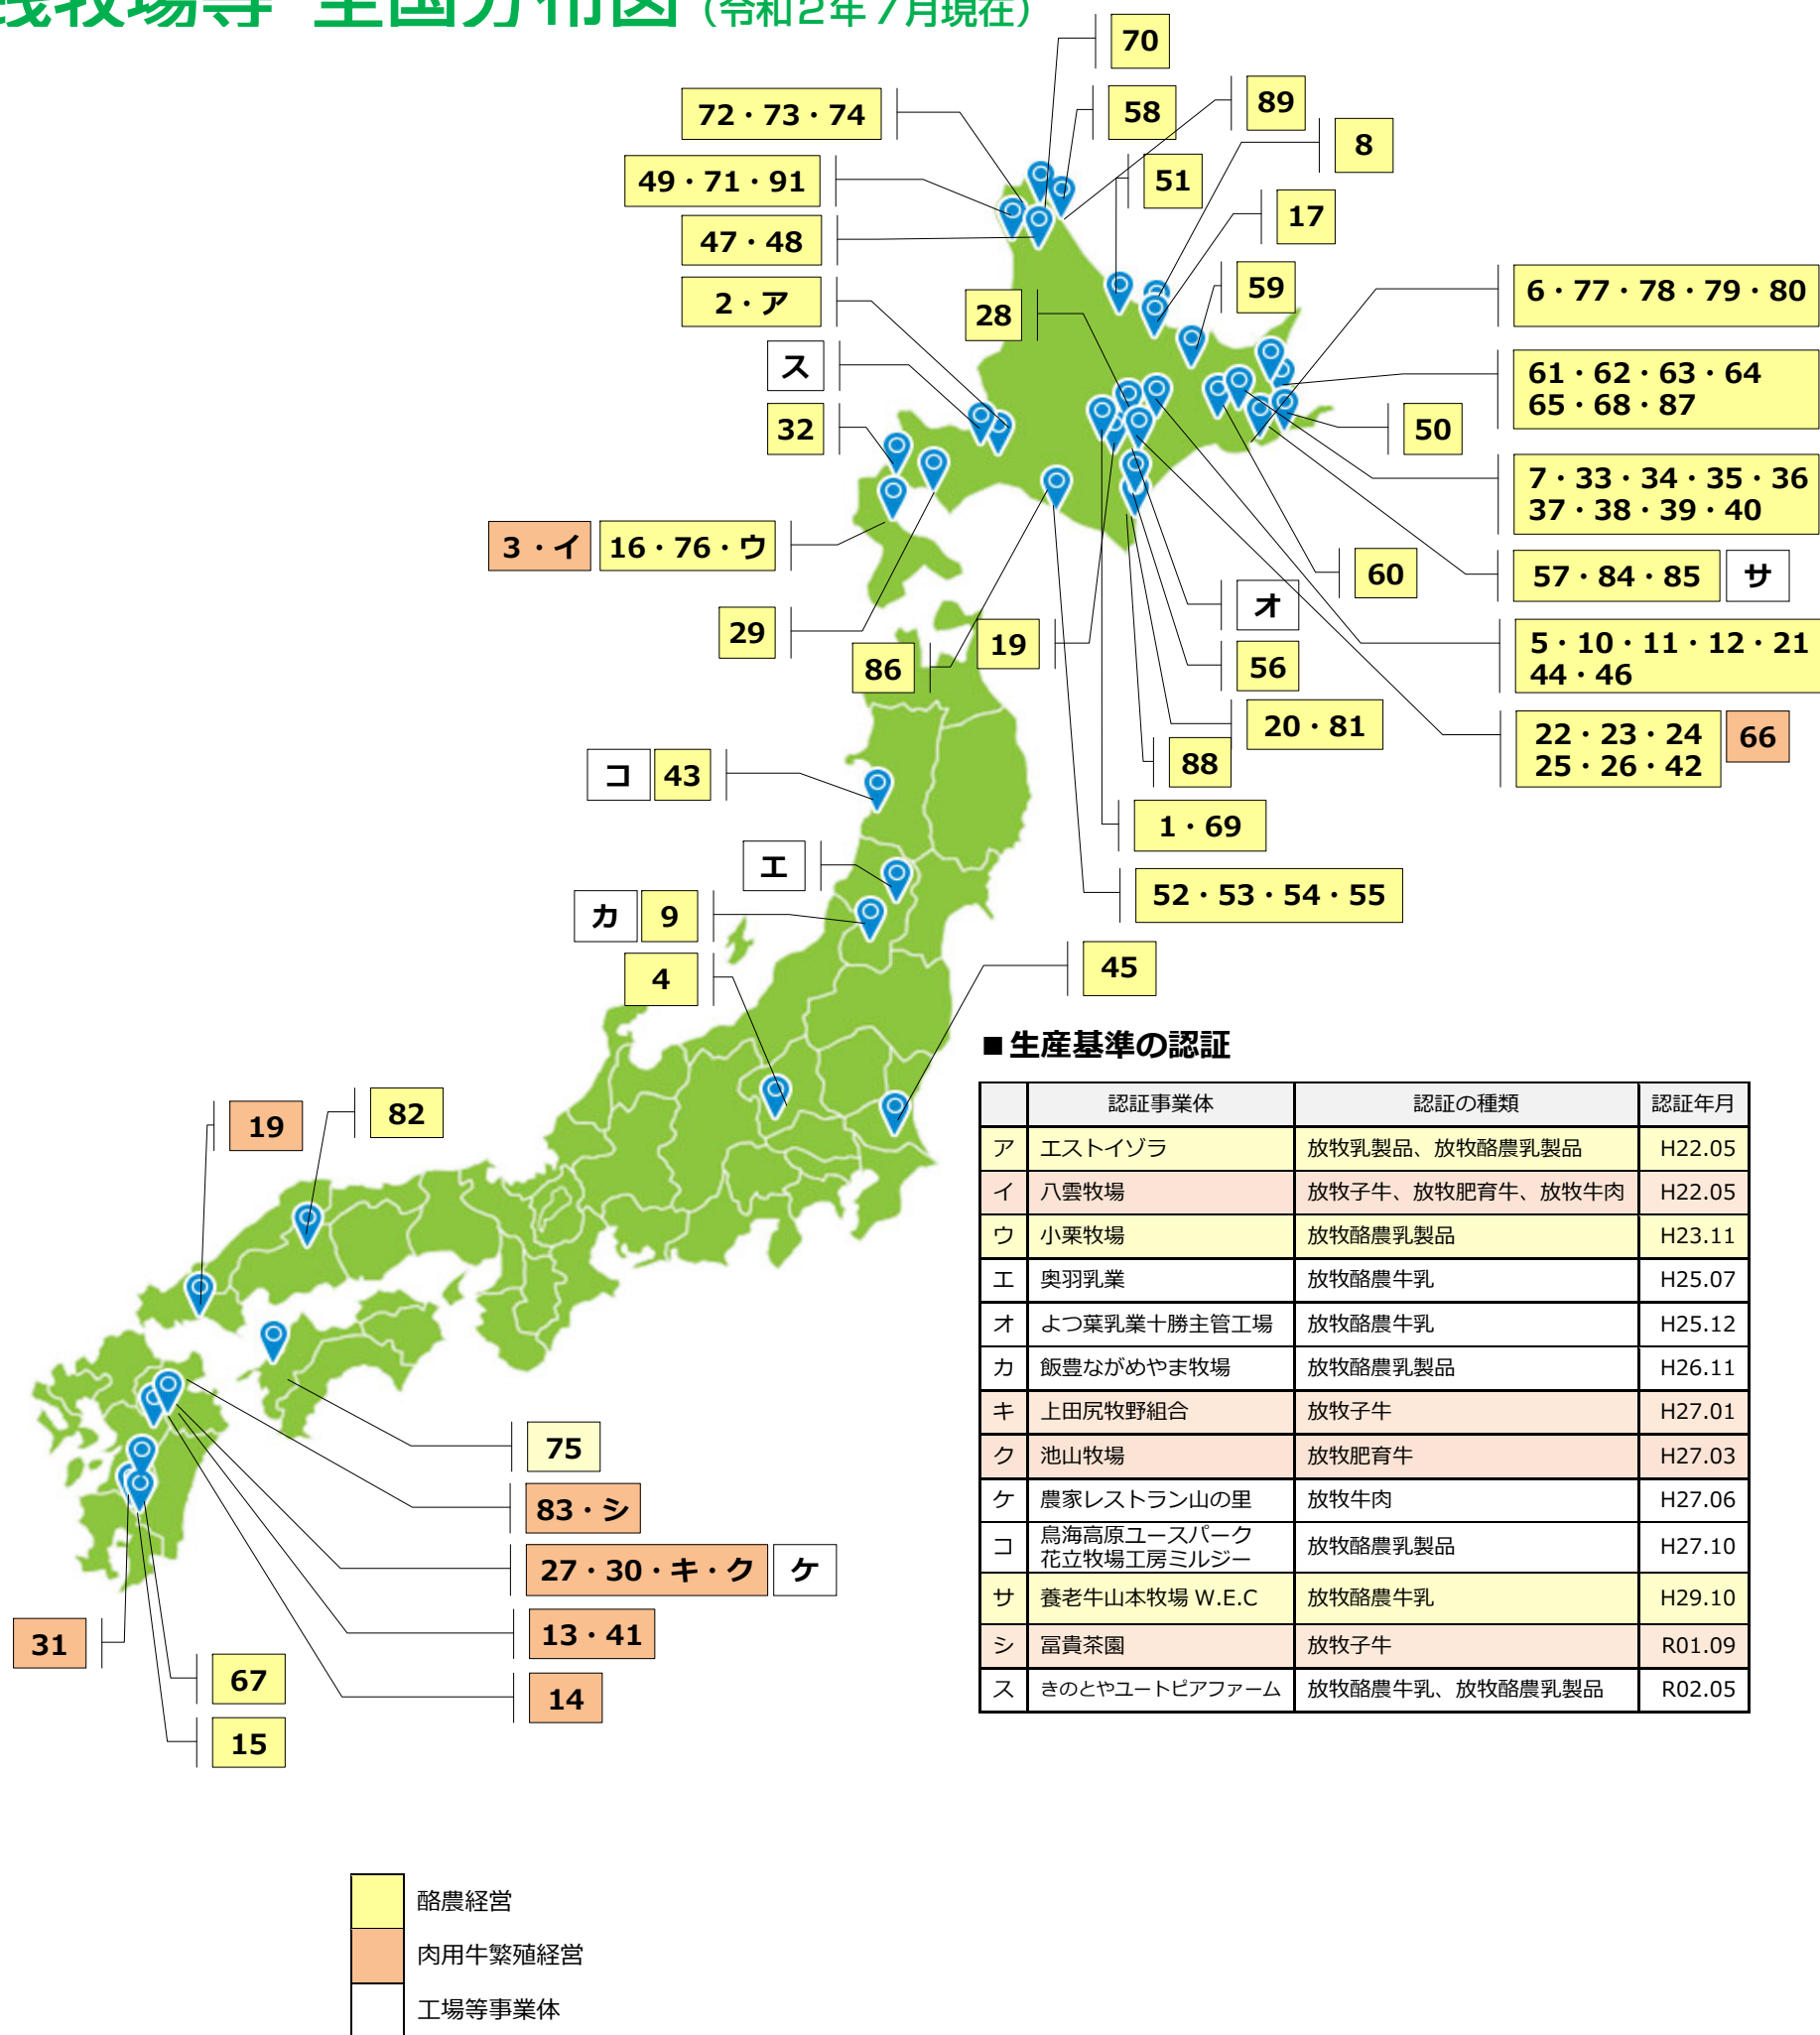 践牧場等 全国分布図（令和２年７月現在）
70
72・73・74
58
89
8
49・71・91
51
17
47・48
59
2・ア
28
6・77・78・79・80
ス
61・62・63・64
65・68・87
32
50
7・33・34・35・36
37・38・39・40
3・イ
16・76・ウ
60
57・84・85
サ
オ
29
19
5・10・11・12・21
44・46
86
56
20・81
22・23・24
25・26・42
66
88
コ
43
1・69
エ
52・53・54・55
カ
9
4
45
■生産基準の認証
認証事業体 認証の種類 認証年月
ア エストイゾラ 放牧乳製品、放牧酪農乳製品 H22.05
イ 八雲牧場 放牧子牛、放牧肥育牛、放牧牛肉 H22.05
ウ 小栗牧場 放牧酪農乳製品 H23.11
エ 奥羽乳業 放牧酪農牛乳 H25.07
オ よつ葉乳業十勝主管工場 放牧酪農牛乳 H25.12
カ 飯豊ながめやま牧場 放牧酪農乳製品 H26.11
キ 上田尻牧野組合 放牧子牛 H27.01
ク 池山牧場 放牧肥育牛 H27.03
ケ 農家レストラン山の里 放牧牛肉 H27.06
コ 鳥海高原ユースパーク
花立牧場工房ミルジー 放牧酪農乳製品 H27.10
サ 養老牛山本牧場 W.E.C 放牧酪農牛乳 H29.10
シ 冨貴茶園 放牧子牛 R01.09
ス きのとやユートピアファーム 放牧酪農牛乳、放牧酪農乳製品 R02.05
19
82
75
83・シ
27・30・キ・ク
ケ
13・41
31
67
14
15
酪農経営
肉用牛繁殖経営
工場等事業体